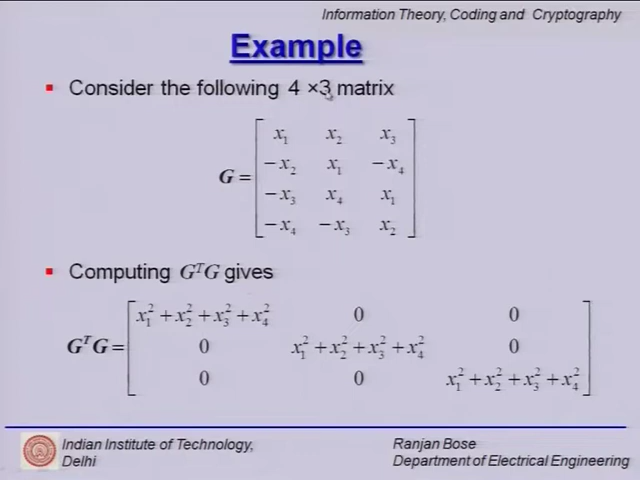 Information Theory, Coding and Cryptography
Example
Consider the following 4 ×3 matrix
G = [ x₁ x₂ x₃
−x₂ x₁ −x₄
−x₃ x₄ x₁
−x₄ −x₃ x₂ ]
Computing GᵀG gives
GᵀG = [ x₁² + x₂² + x₃² + x₄² 0 0
0 x₁² + x₂² + x₃² + x₄² 0
0 0 x₁² + x₂² + x₃² + x₄² ]
Indian Institute of Technology,
Delhi
Ranjan Bose
Department of Electrical Engineering